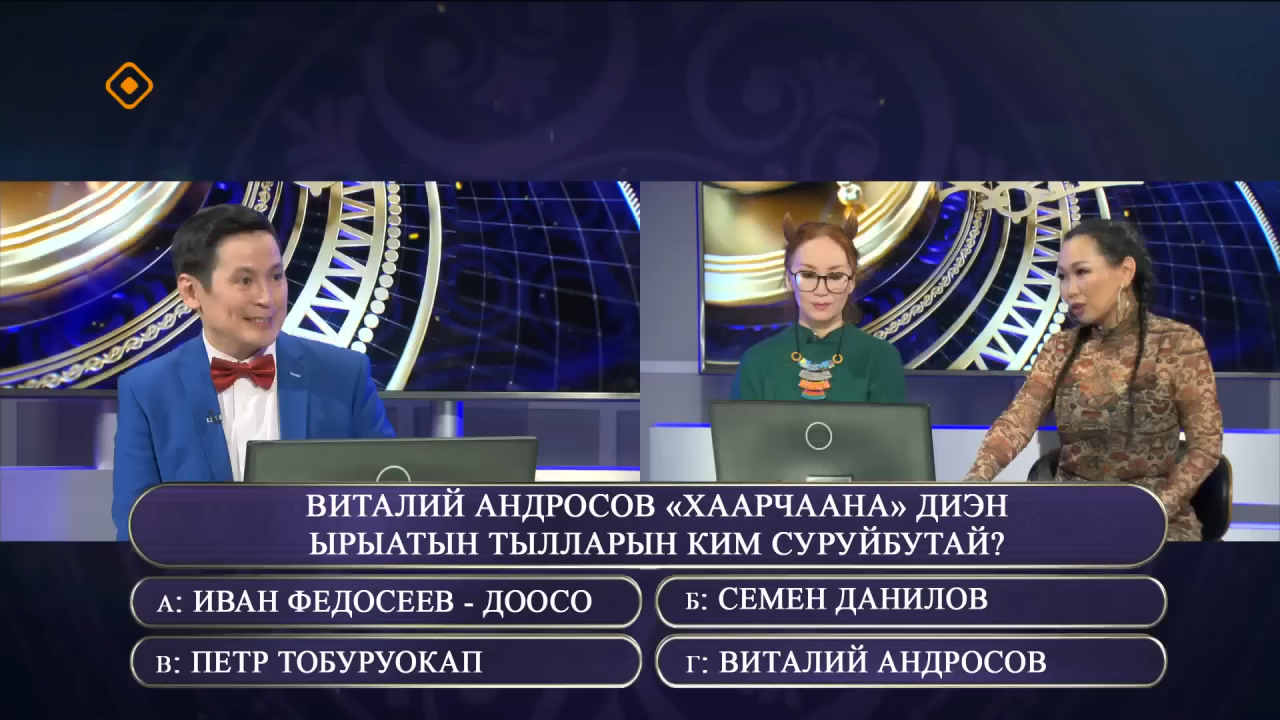 ВИТАЛИЙ АНДРОСОВ «ХААРЧААНА» ДИЭН
ЫРЫАТЫН ТЫЛЛАРЫН КИМ СУРУЙБУТАЙ?
А: ИВАН ФЕДОСЕЕВ - ДООСО
Б: СЕМЕН ДАНИЛОВ
В: ПЕТР ТОБУРУОКАП
Г: ВИТАЛИЙ АНДРОСОВ